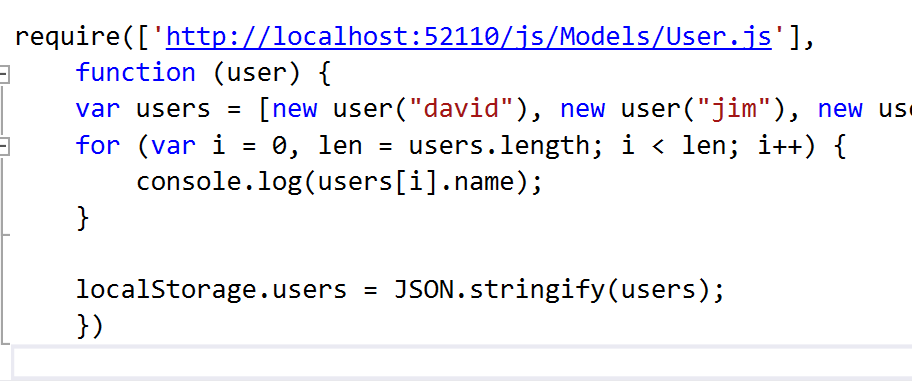 require(['http://localhost:52110/js/Models/User.js'],
function (user) {
var users = [new user("david"), new user("jim"), new
for (var i = 0, len = users.length; i < len; i++) {
console.log(users[i].name);
}
localStorage.users = JSON.stringify(users);
})